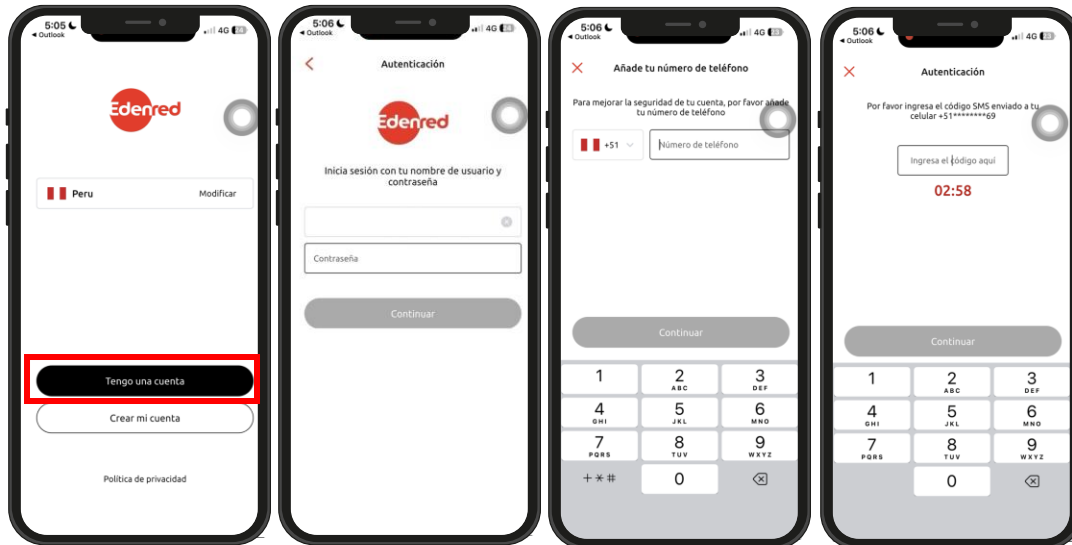 5:05
◄ Outlook
4G 24
Edenred
Peru
Modificar
Tengo una cuenta
Crear mi cuenta
Política de privacidad
5:06
◄ Outlook
4G
Autenticación
Edenred
Inicia sesión con tu nombre de usuario y
contraseña
Contraseña
Continuar
5:06
◄ Outlook
4G 23
Añade tu número de teléfono
Para mejorar la seguridad de tu cuenta, por favor añade
tu número de teléfono
+51
Número de teléfono
Continuar
1
2
ABC
3
DEF
4
GHI
5
JKL
6
MNO
7
PQRS
8
TUV
9
WXYZ
+*#
0
5:06
◄ Outlook
4G 23
Autenticación
Por favor ingresa el código SMS enviado a tu
celular +51********69
Ingresa el código aquí
02:58
Continuar
1
2
ABC
3
DEF
4
GHI
5
JKL
6
MNO
7
PQRS
8
TUV
9
WXYZ
0